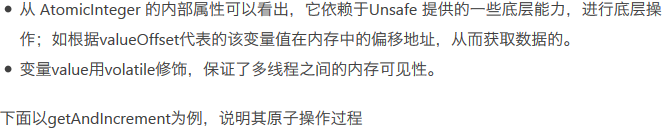 从 AtomicInteger 的内部属性可以看出，它依赖于Unsafe 提供的一些底层能力，进行底层操
作；如根据valueOffset代表的该变量值在内存中的偏移地址，从而获取数据的。
变量value用volatile修饰，保证了多线程之间的内存可见性。
下面以getAndIncrement为例，说明其原子操作过程